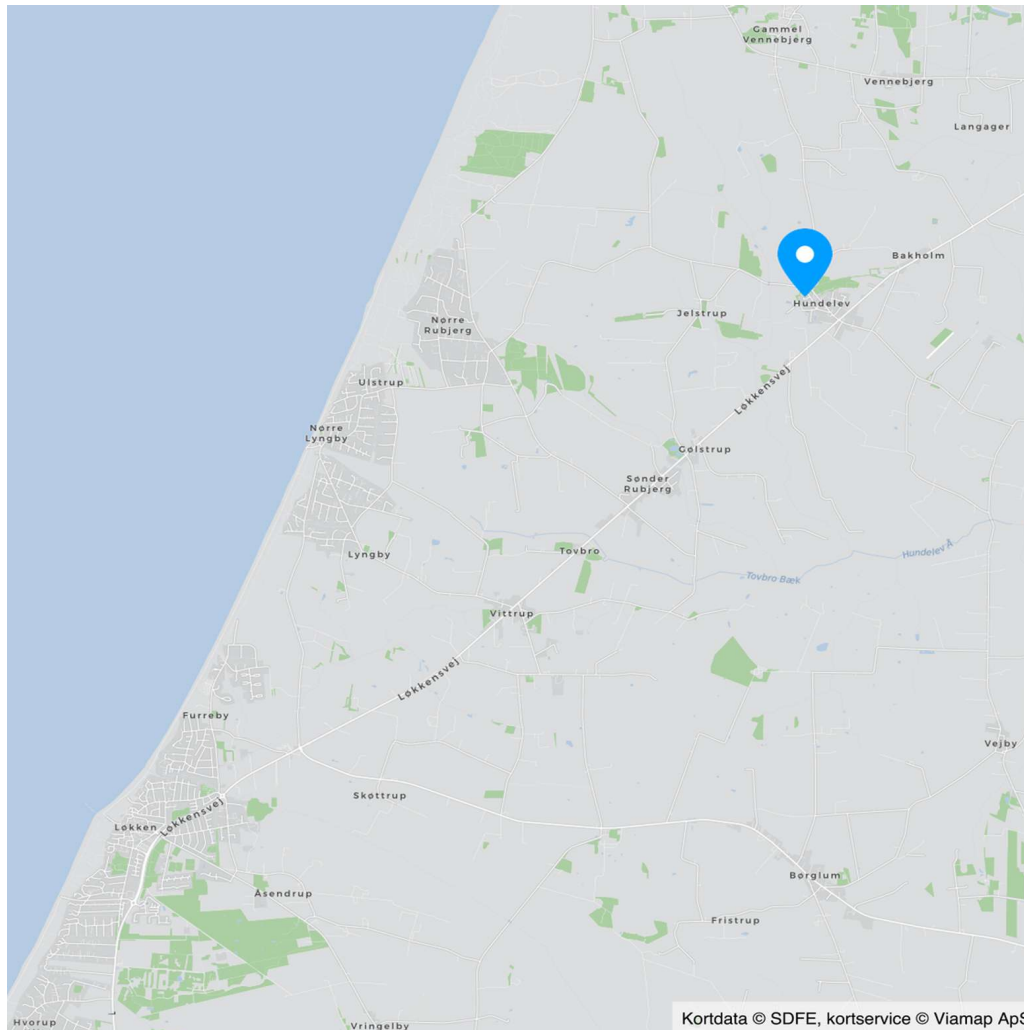 Gammel
Vennebjerg
Vennebjerg
Langager
Bakholm
Hundelev
Jelstrup
Nørre
Rubjerg
Ulstrup
Løkkensvej
Nørre
Lyngby
Gølstrup
Sønder
Rubjerg
Lyngby
Tovbro
Hundelev Å
Tovbro Bæk
Vittrup
Løkkensvej
Furreby
Vejby
Skøttrup
Løkken
Løkkensvej
Børglum
Åsendrup
Fristrup
Hvorup
Vringelby
Kortdata © SDFE, kortservice © Viamap ApS